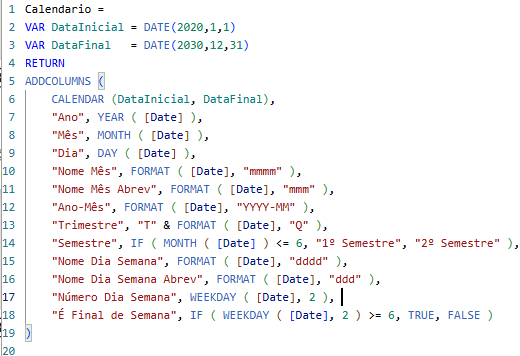 1 Calendario =
2 VAR DataInicial = DATE(2020,1,1)
3 VAR DataFinal = DATE(2030,12,31)
4 RETURN
5 ADDCOLUMNS (
6 CALENDAR (DataInicial, DataFinal),
7 "Ano", YEAR ( [Date] ),
8 "Mês", MONTH ( [Date] ),
9 "Dia", DAY ( [Date] ),
10 "Nome Mês", FORMAT ( [Date], "mmmm" ),
11 "Nome Mês Abrev", FORMAT ( [Date], "mmm" ),
12 "Ano-Mês", FORMAT ( [Date], "YYYY-MM" ),
13 "Trimestre", "T" & FORMAT ( [Date], "Q" ),
14 "Semestre", IF ( MONTH ( [Date] ) <= 6, "1º Semestre", "2º Semestre" ),
15 "Nome Dia Semana", FORMAT ( [Date], "dddd" ),
16 "Nome Dia Semana Abrev", FORMAT ( [Date], "ddd" ),
17 "Número Dia Semana", WEEKDAY ( [Date], 2 ),
18 "É Final de Semana", IF ( WEEKDAY ( [Date], 2 ) >= 6, TRUE, FALSE )
19 )
20